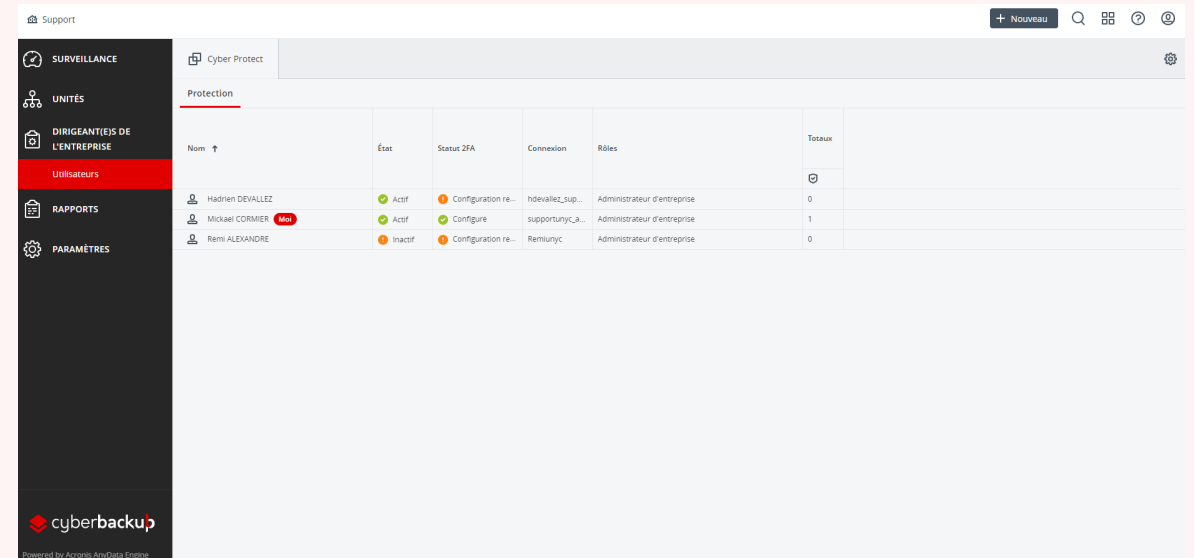 Support
+ Nouveau
SURVEILLANCE
UNITÉS
DIRIGEANT(E)S DE
L'ENTREPRISE
Utilisateurs
RAPPORTS
PARAMÈTRES
cyberbackup
Powered by Acronis AnyData Engine
Cyber Protect
Protection
Nom ↑ État Statut 2FA Connexion Rôles Totaux
Hadrien DEVALLEZ Actif Configuration re... hdevallez_sup... Administrateur d'entreprise 0
Mickael CORMIER Moi Actif Configuré supportunyc_a... Administrateur d'entreprise 1
Remi ALEXANDRE Inactif Configuration re... Remiunyc Administrateur d'entreprise 0